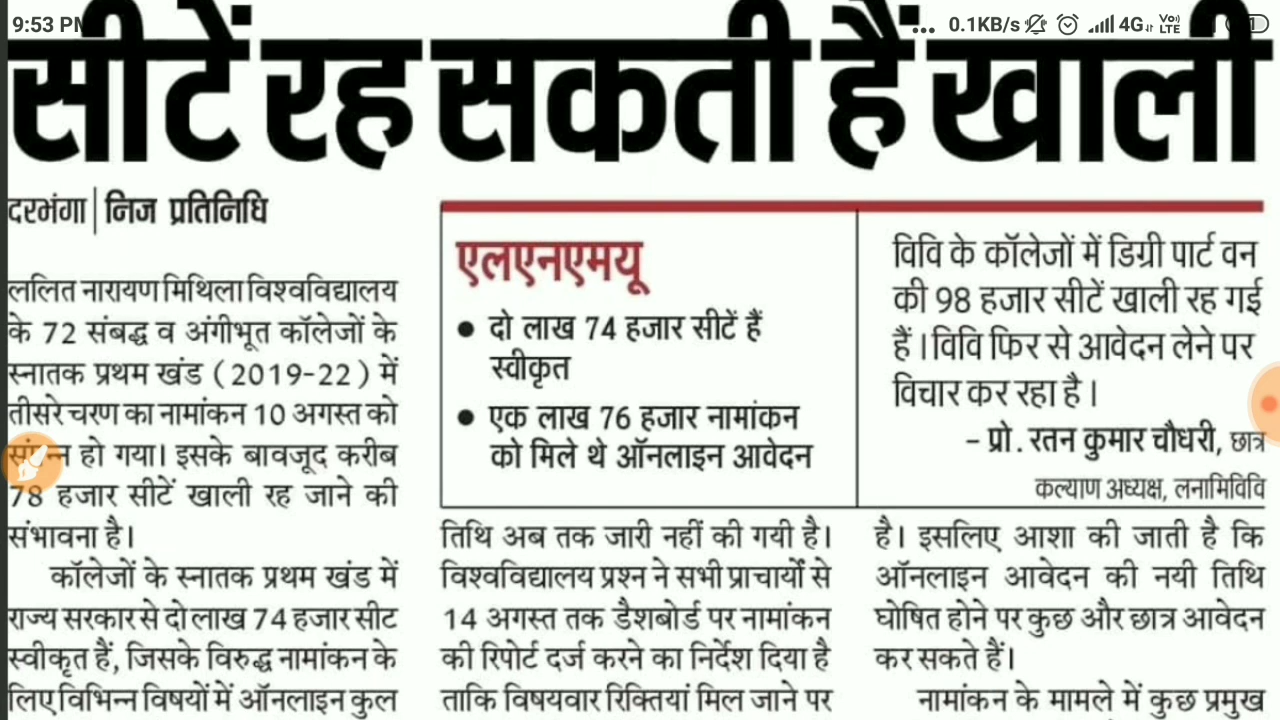 9:53 PM
... 0.1KB/s 4G Vo) LTE
सीटें रह सकती हैं खाली
दरभंगा | निज प्रतिनिधि
ललित नारायण मिथिला विश्वविद्यालय
के 72 संबद्ध व अंगीभूत कॉलेजों के
स्नातक प्रथम खंड (2019-22) में
तीसरे चरण का नामांकन 10 अगस्त को
संपन्न हो गया। इसके बावजूद करीब
78 हजार सीटें खाली रह जाने की
संभावना है।
कॉलेजों के स्नातक प्रथम खंड में
राज्य सरकार से दो लाख 74 हजार सीट
स्वीकृत हैं, जिसके विरुद्ध नामांकन के
लिए विभिन्न विषयों में ऑनलाइन कुल
एलएनएमयू
● दो लाख 74 हजार सीटें हैं
स्वीकृत
● एक लाख 76 हजार नामांकन
को मिले थे ऑनलाइन आवेदन
विवि के कॉलेजों में डिग्री पार्ट वन
की 98 हजार सीटें खाली रह गई
हैं। विवि फिर से आवेदन लेने पर
विचार कर रहा है।
- प्रो. रतन कुमार चौधरी, छात्र
कल्याण अध्यक्ष, लनामिविवि
तिथि अब तक जारी नहीं की गयी है।
विश्वविद्यालय प्रश्न ने सभी प्राचार्यों से
14 अगस्त तक डैशबोर्ड पर नामांकन
की रिपोर्ट दर्ज करने का निर्देश दिया है
ताकि विषयवार रिक्तियां मिल जाने पर
है। इसलिए आशा की जाती है कि
ऑनलाइन आवेदन की नयी तिथि
घोषित होने पर कुछ और छात्र आवेदन
कर सकते हैं।
नामांकन के मामले में कुछ प्रमुख